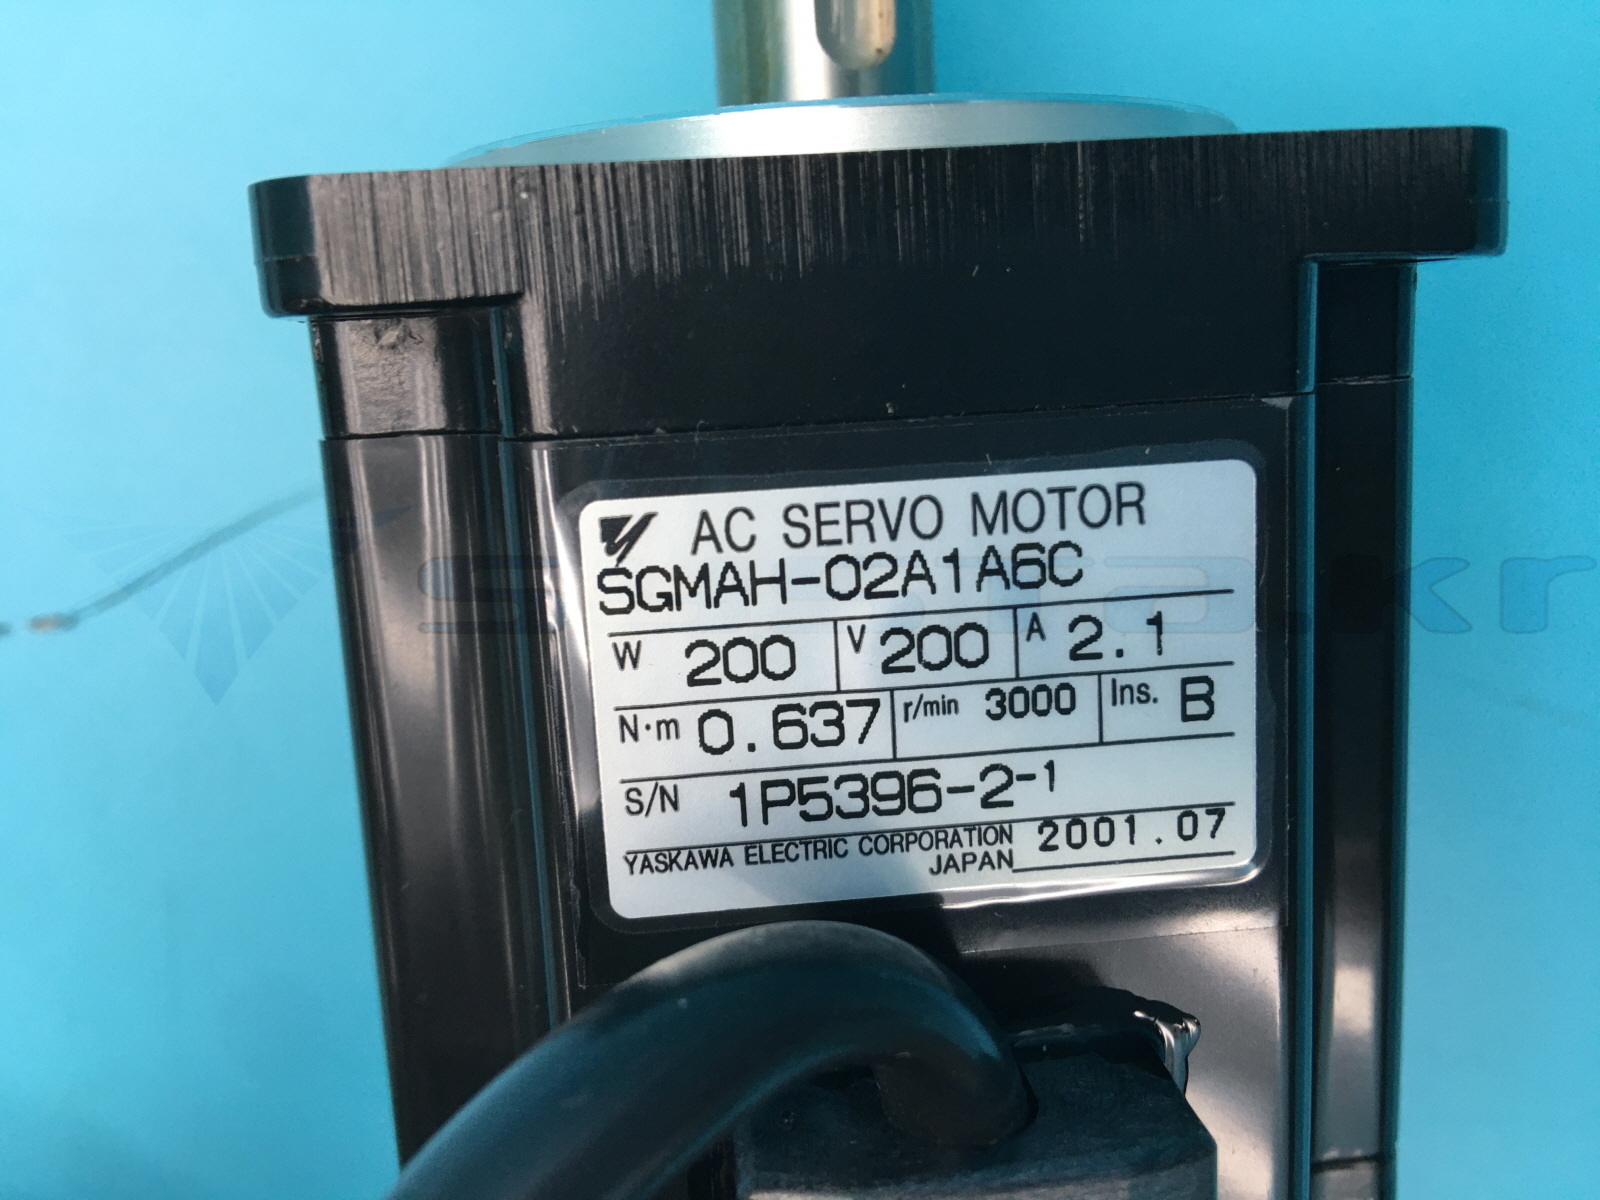 AC SERVO MOTOR
SGMAH-02A1A6C
W 200 V 200 A 2.1
N·m 0.637 r/min 3000 Ins. B
S/N 1P5396-2-1
YASKAWA ELECTRIC CORPORATION 2001.07
JAPAN